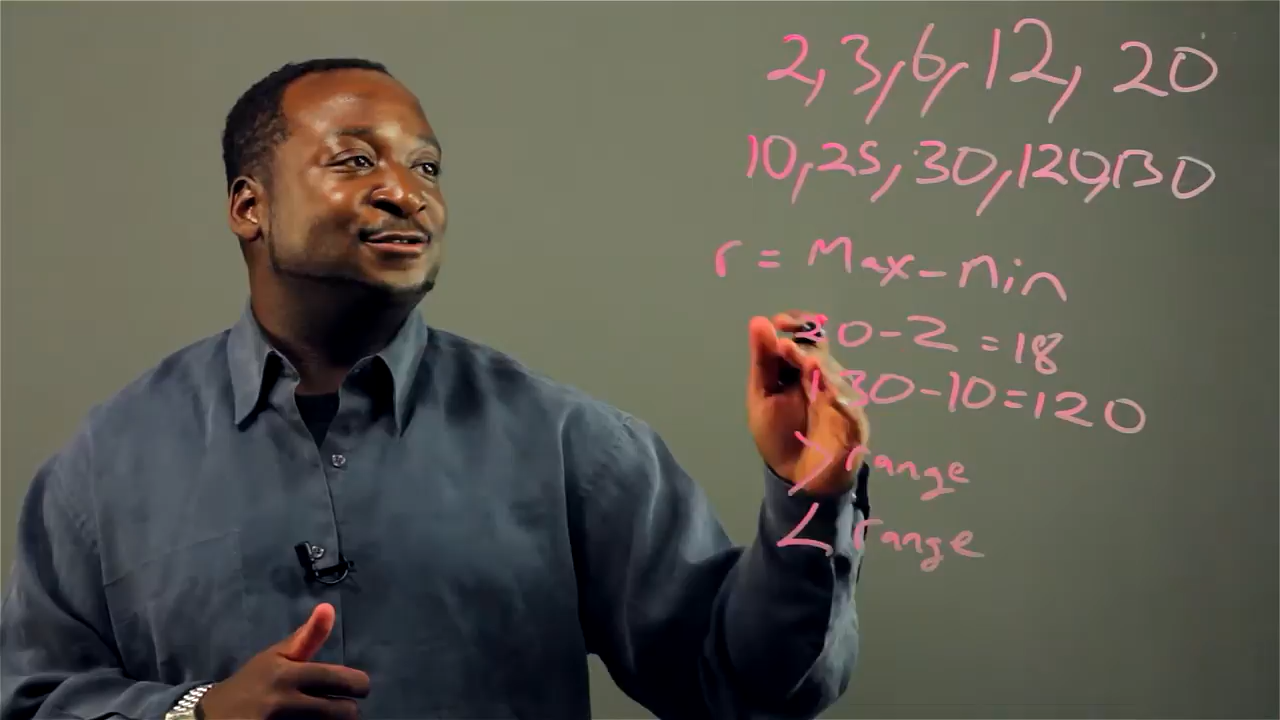 2, 3, 6, 12, 20
10, 25, 30, 120, 130
r = Max - Min
20 - 2 = 18
130 - 10 = 120
> range
< range